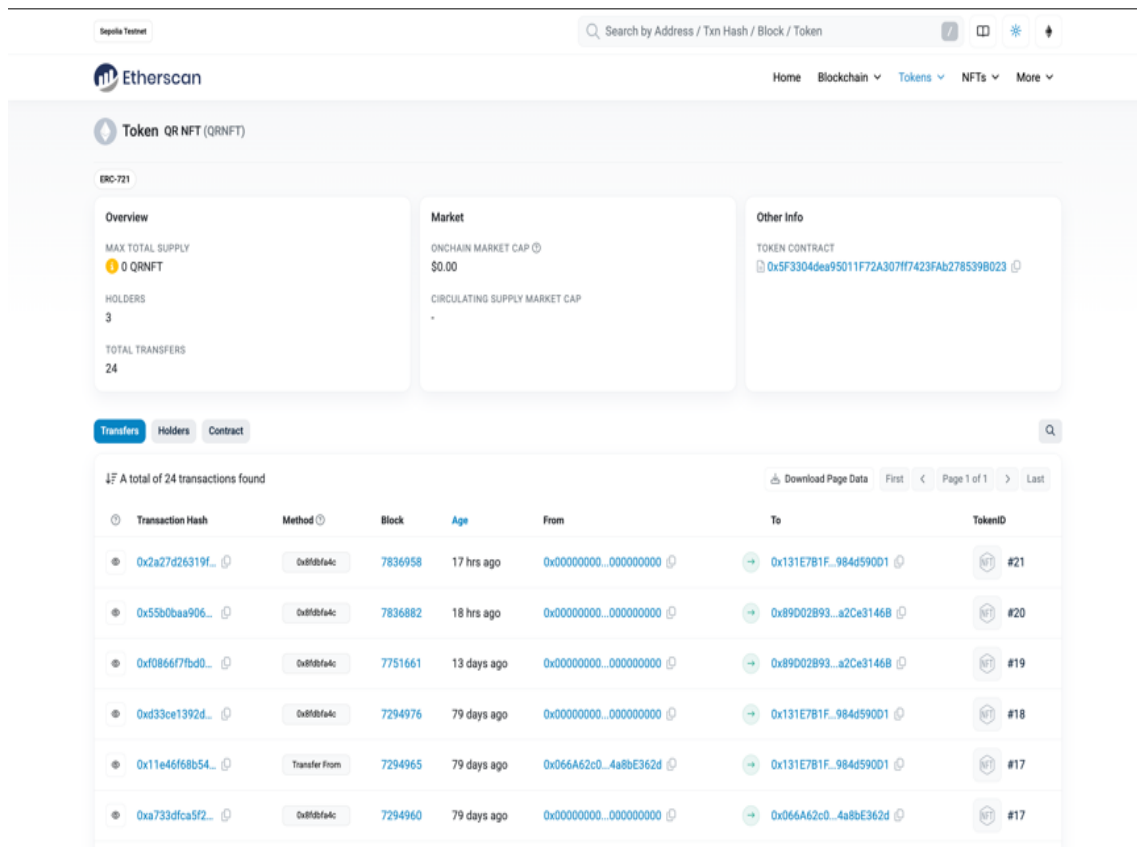 Sepolia Testnet
Search by Address / Txn Hash / Block / Token /
Etherscan
Home Blockchain Tokens NFTs More
Token QR NFT (QRNFT)
ERC-721
Overview
MAX TOTAL SUPPLY
0 QRNFT
HOLDERS
3
TOTAL TRANSFERS
24
Market
ONCHAIN MARKET CAP
$0.00
CIRCULATING SUPPLY MARKET CAP
-
Other Info
TOKEN CONTRACT
0x5F3304dea95011F72A307ff7423FAb278539B023
Transfers Holders Contract
A total of 24 transactions found
Download Page Data First < Page 1 of 1 > Last
Transaction Hash Method Block Age From To TokenID
0x2a27d26319f... 0x8fdbfa4c 7836958 17 hrs ago 0x00000000...000000000 0x131E7B1F...984d590D1 NFT #21
0x55b0baa906... 0x8fdbfa4c 7836882 18 hrs ago 0x00000000...000000000 0x89D02B93...a2Ce3146B NFT #20
0xf0866f7fbd0... 0x8fdbfa4c 7751661 13 days ago 0x00000000...000000000 0x89D02B93...a2Ce3146B NFT #19
0xd33ce1392d... 0x8fdbfa4c 7294976 79 days ago 0x00000000...000000000 0x131E7B1F...984d590D1 NFT #18
0x11e46f68b54... Transfer From 7294965 79 days ago 0x066A62c0...4a8bE362d 0x131E7B1F...984d590D1 NFT #17
0xa733dfca5f2... 0x8fdbfa4c 7294960 79 days ago 0x00000000...000000000 0x066A62c0...4a8bE362d NFT #17